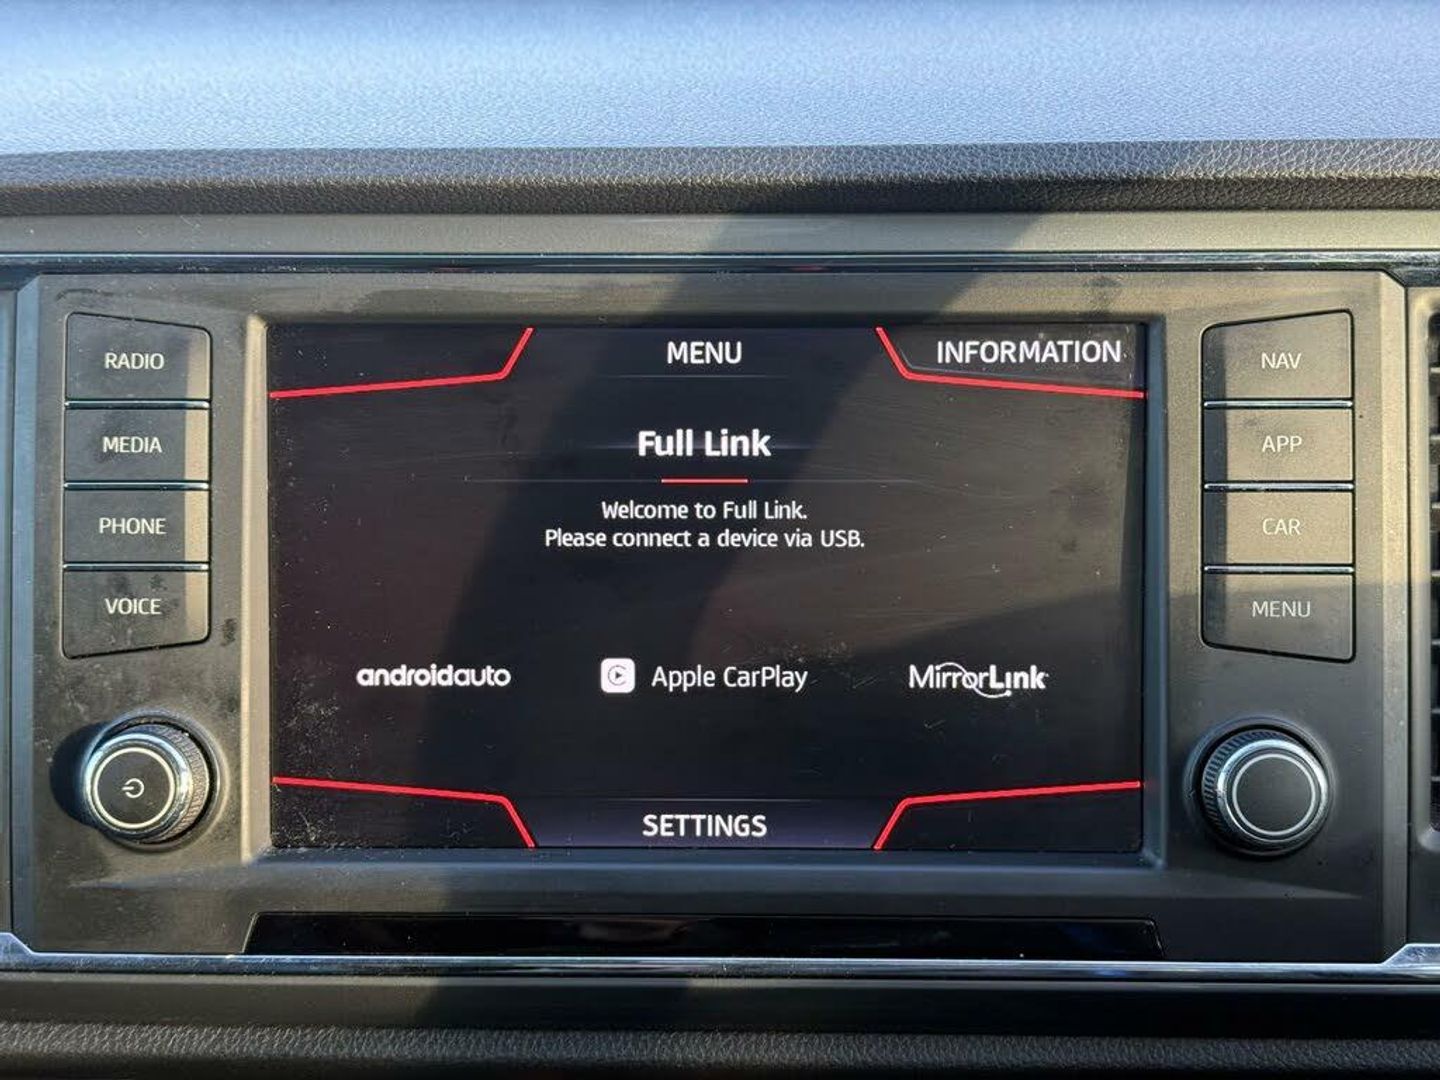 RADIO
MEDIA
PHONE
VOICE
MENU
INFORMATION
Full Link
Welcome to Full Link.
Please connect a device via USB.
androidauto
Apple CarPlay
MirrorLink
SETTINGS
NAV
APP
CAR
MENU